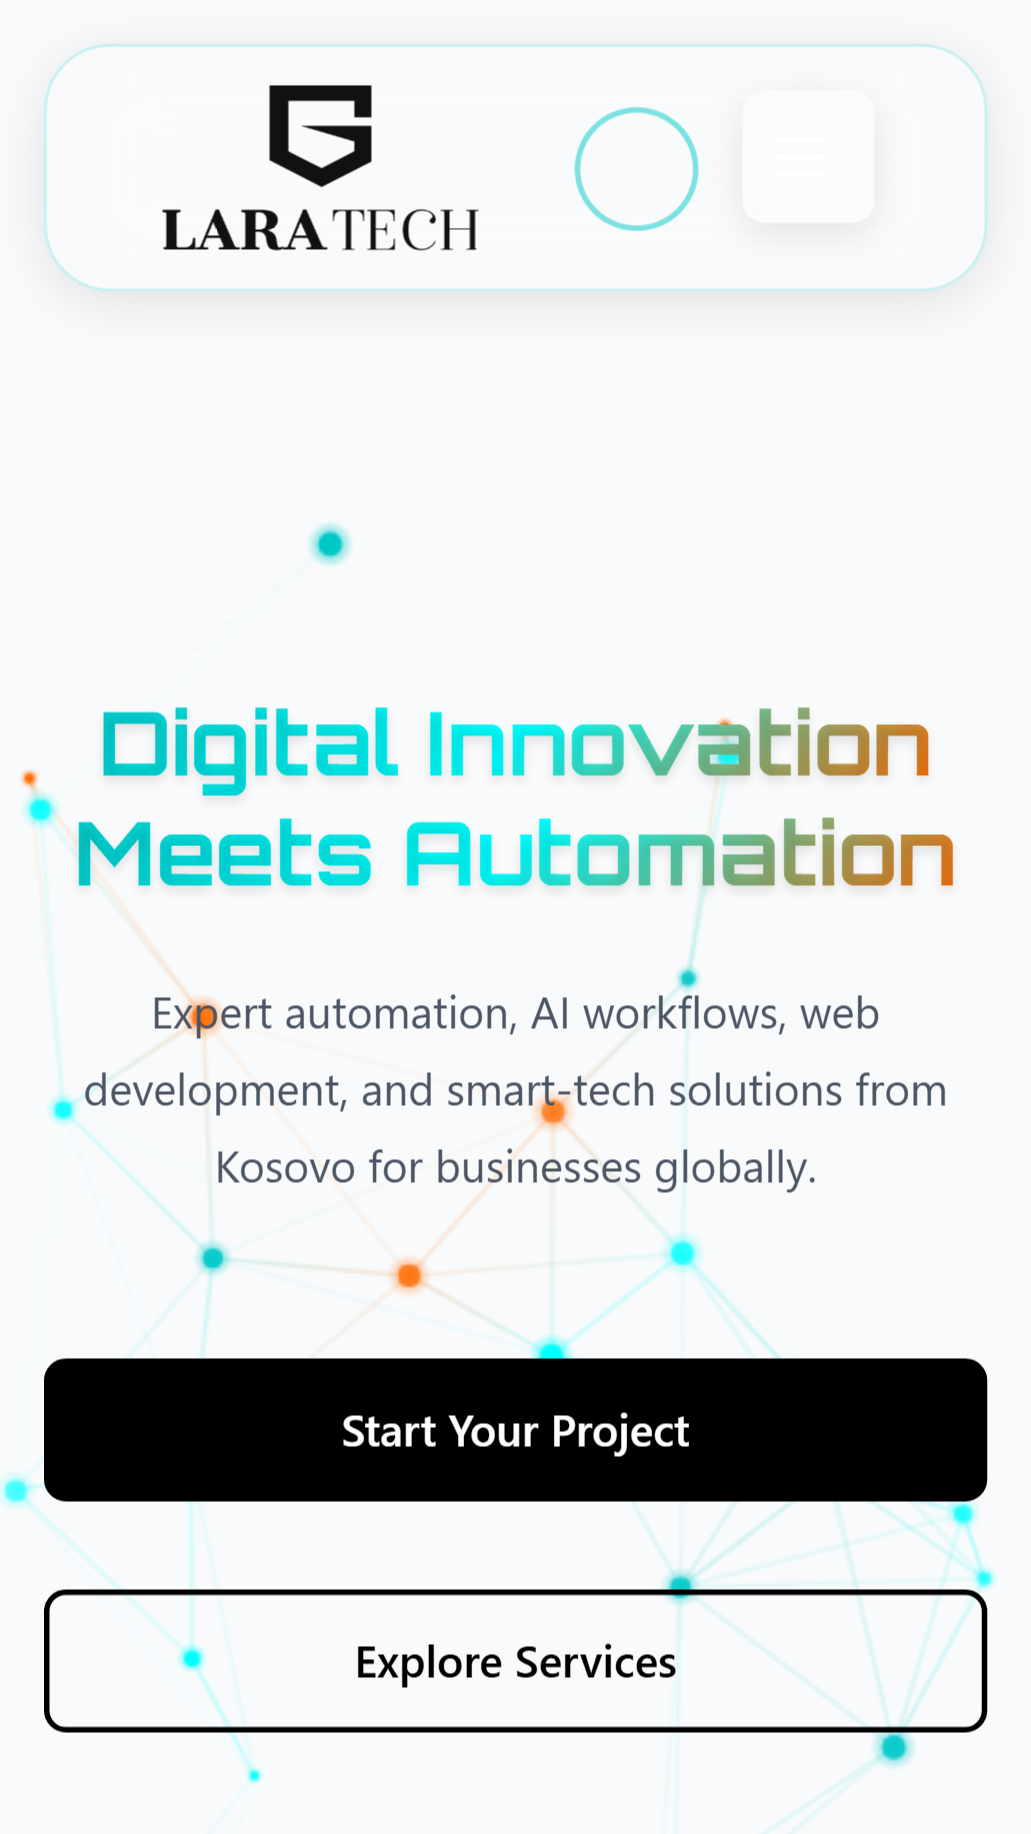 LARATECH
Digital Innovation
Meets Automation
Expert automation, AI workflows, web
development, and smart-tech solutions from
Kosovo for businesses globally.
Start Your Project
Explore Services